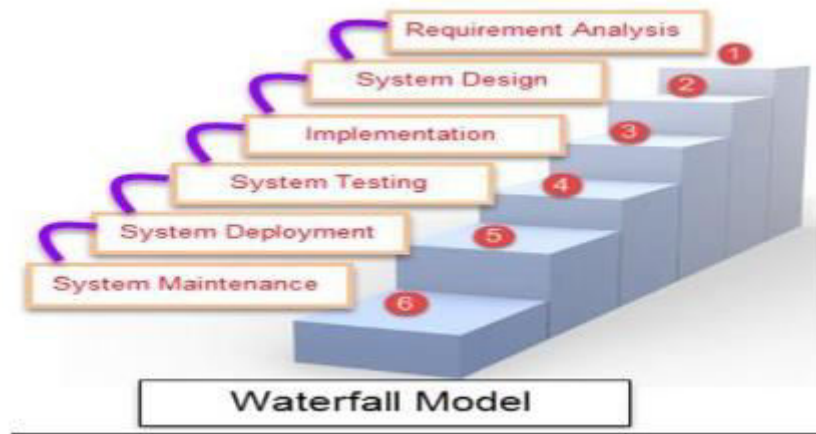 Requirement Analysis
1
System Design
2
Implementation
3
System Testing
4
System Deployment
5
System Maintenance
6
Waterfall Model